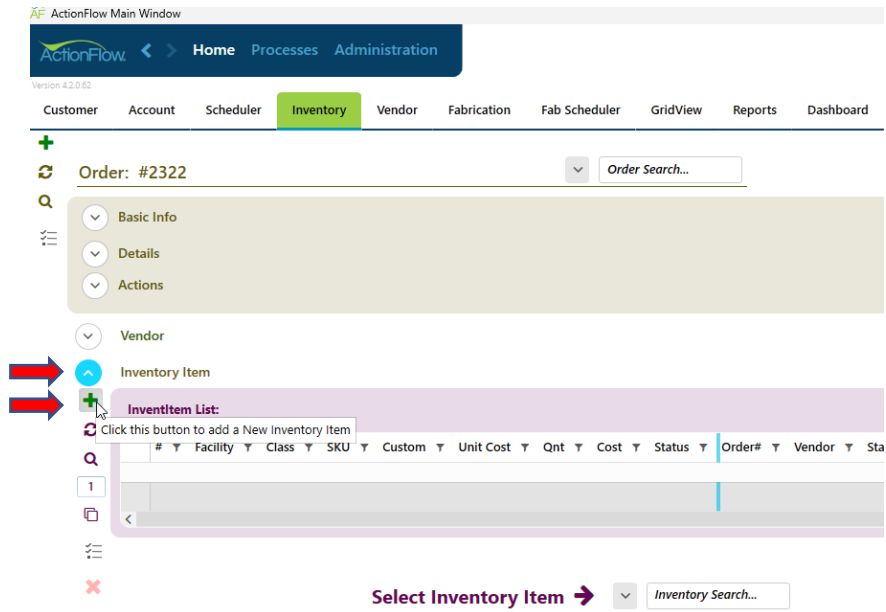 AF ActionFlow Main Window
ActionFlow. Home Processes Administration
Version 4.2.0.62
Customer Account Scheduler Inventory Vendor Fabrication Fab Scheduler GridView Reports Dashboard
Order: #2322 Order Search...
Basic Info
Details
Actions
Vendor
Inventory Item
InventItem List:
Click this button to add a New Inventory Item
# Facility Class SKU Custom Unit Cost Qnt Cost Status Order# Vendor Sta
1
Select Inventory Item Inventory Search...